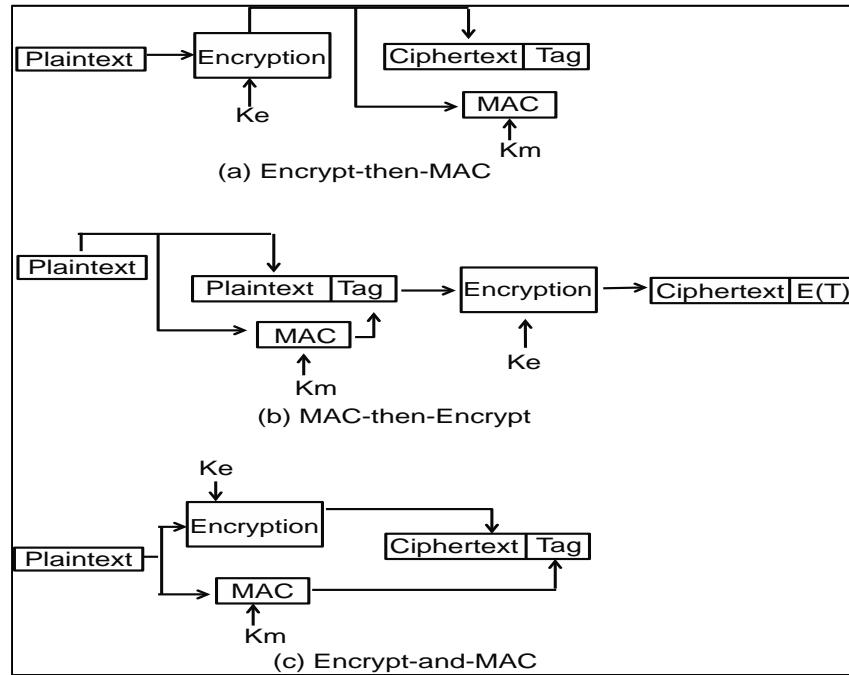 Plaintext
Encryption
Ciphertext Tag
MAC
Ke
Km
(a) Encrypt-then-MAC
Plaintext
Plaintext Tag
Encryption
Ciphertext E(T)
MAC
Ke
Km
(b) MAC-then-Encrypt
Ke
Encryption
Ciphertext Tag
Plaintext
MAC
Km
(c) Encrypt-and-MAC